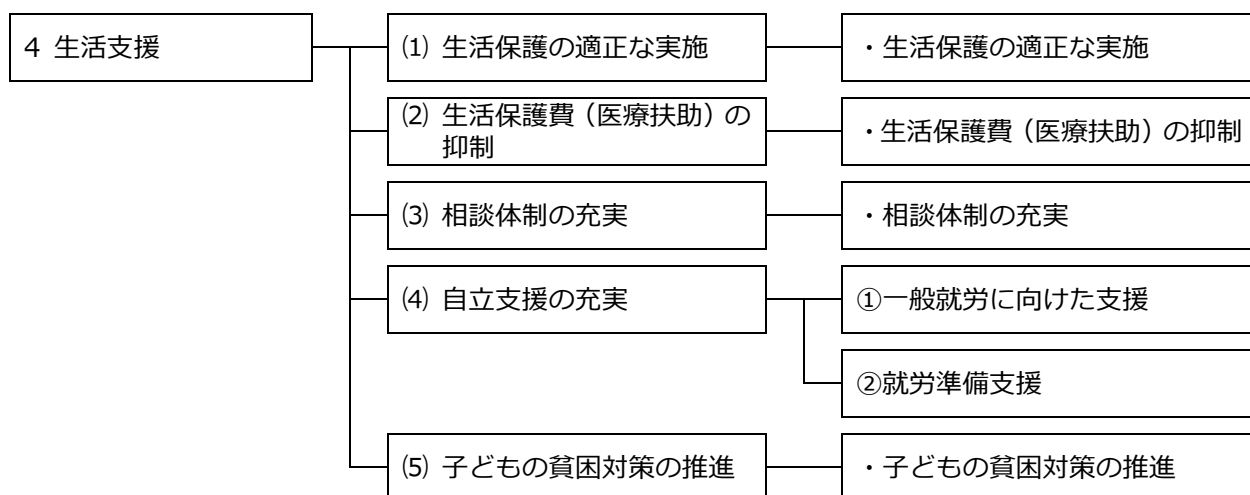 4 生活支援
⑴ 生活保護の適正な実施
・生活保護の適正な実施
⑵ 生活保護費（医療扶助）の
抑制
・生活保護費（医療扶助）の抑制
⑶ 相談体制の充実
・相談体制の充実
⑷ 自立支援の充実
①一般就労に向けた支援
②就労準備支援
⑸ 子どもの貧困対策の推進
・子どもの貧困対策の推進